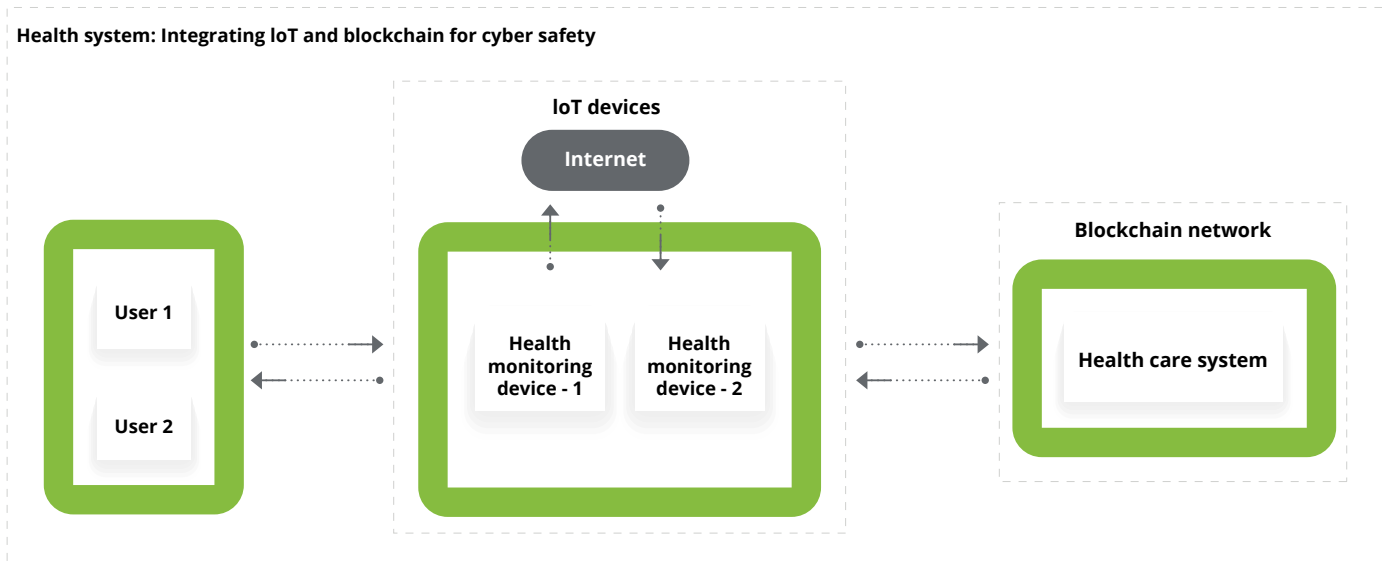 Health system: Integrating IoT and blockchain for cyber safety
IoT devices
Internet
User 1
User 2
Health
monitoring
device - 1
Health
monitoring
device - 2
Blockchain network
Health care system